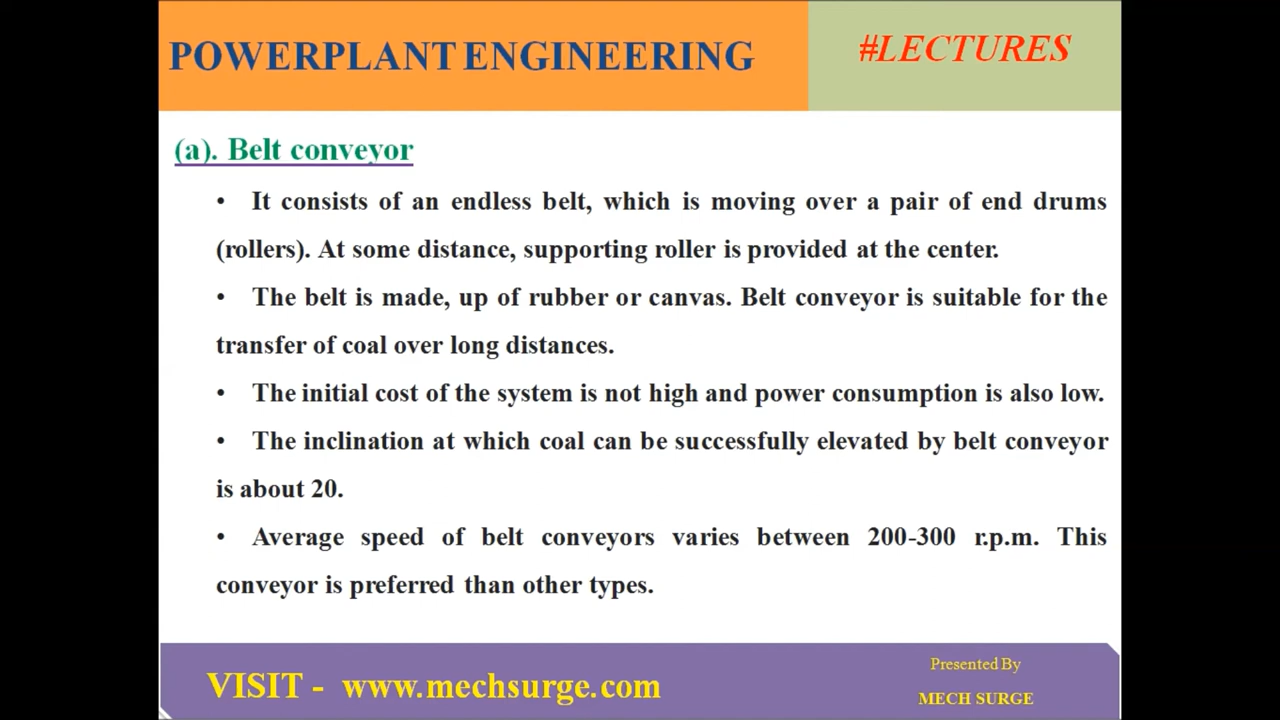 POWERPLANT ENGINEERING
#LECTURES
(a). Belt conveyor
• It consists of an endless belt, which is moving over a pair of end drums
(rollers). At some distance, supporting roller is provided at the center.
• The belt is made, up of rubber or canvas. Belt conveyor is suitable for the
transfer of coal over long distances.
• The initial cost of the system is not high and power consumption is also low.
• The inclination at which coal can be successfully elevated by belt conveyor
is about 20.
• Average speed of belt conveyors varies between 200-300 r.p.m. This
conveyor is preferred than other types.
VISIT - www.mechsurge.com
Presented By
MECH SURGE